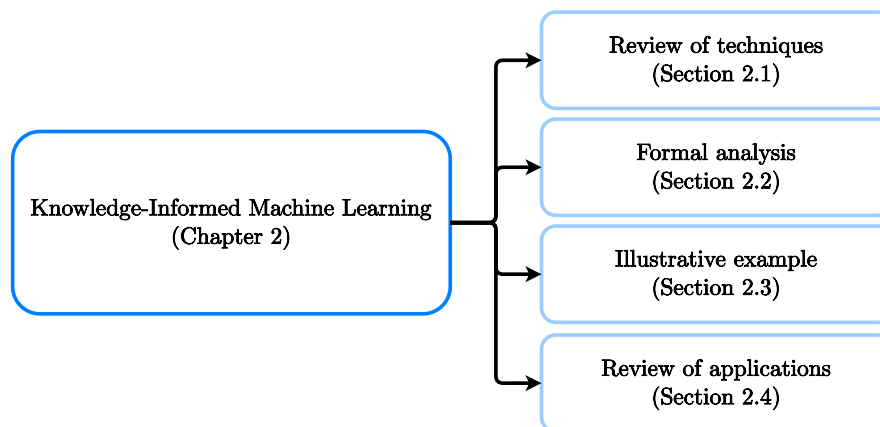 Knowledge-Informed Machine Learning
(Chapter 2)
Review of techniques
(Section 2.1)
Formal analysis
(Section 2.2)
Illustrative example
(Section 2.3)
Review of applications
(Section 2.4)